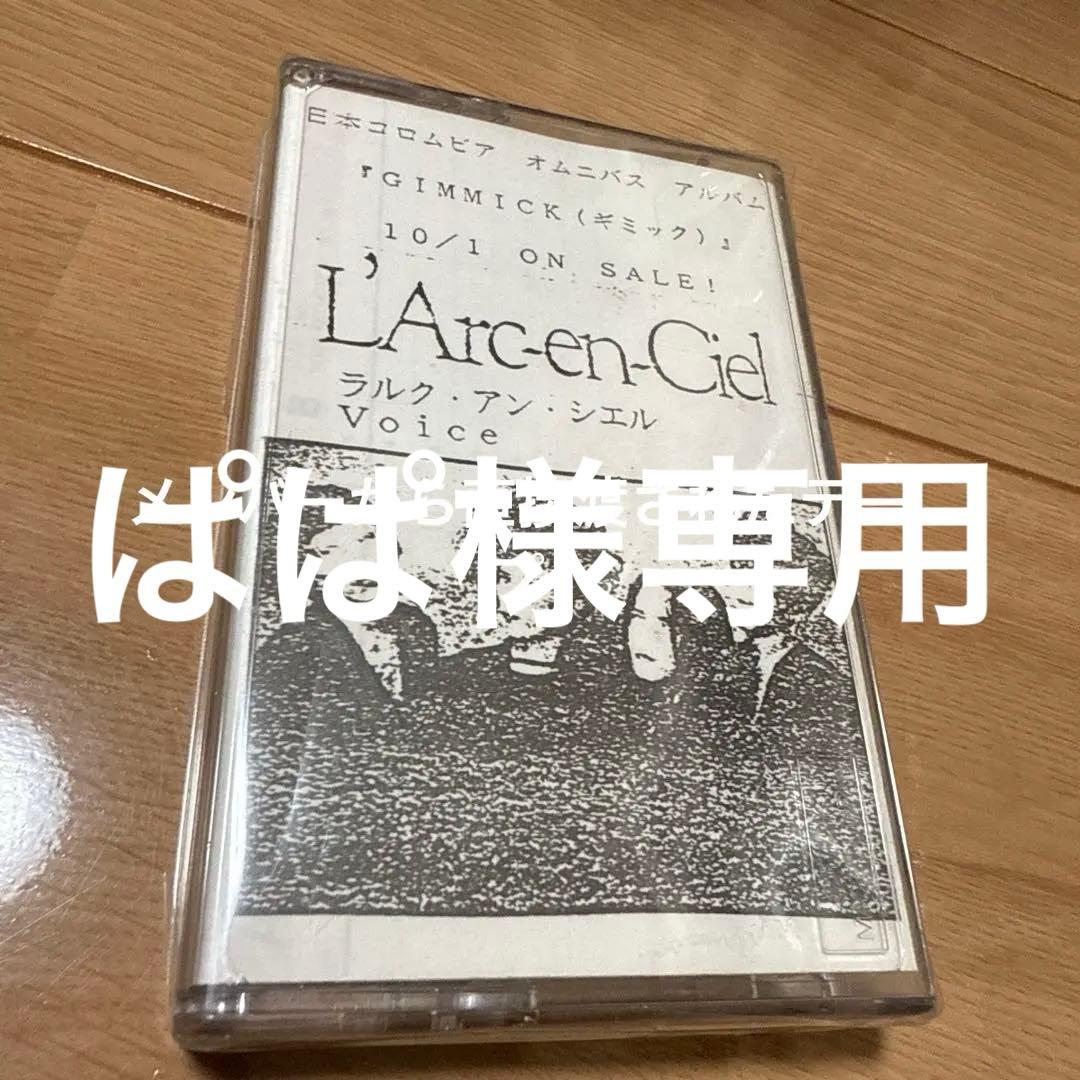 日本コロムビア オムニバス アルバム
『GIMMICK(ギミック)』
10/1 ON SALE!
L'Arc-en-Ciel
ラルク・アン・シエル
Voice
ぱぱ様専用